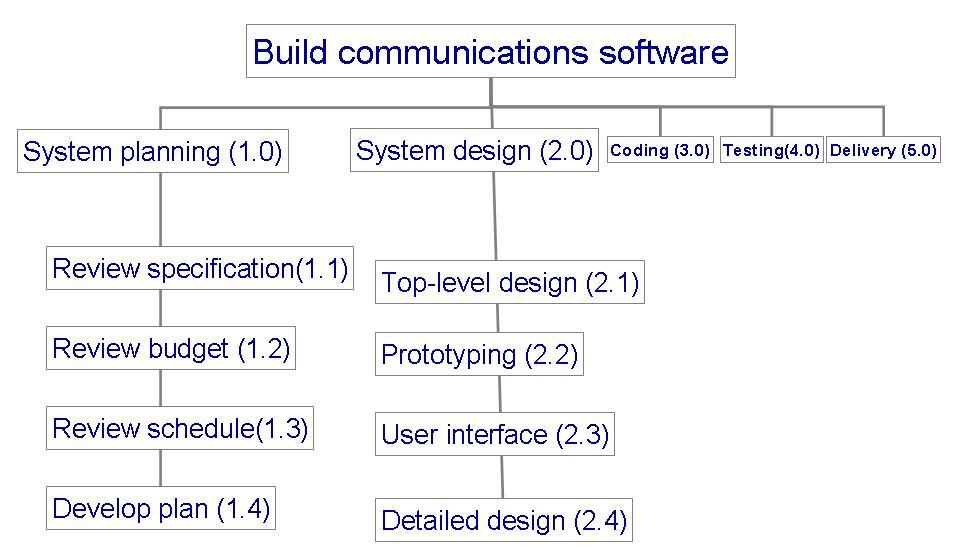 Build communications software
System planning (1.0)
System design (2.0)
Coding (3.0)
Testing(4.0)
Delivery (5.0)
Review specification(1.1)
Review budget (1.2)
Review schedule(1.3)
Develop plan (1.4)
Top-level design (2.1)
Prototyping (2.2)
User interface (2.3)
Detailed design (2.4)